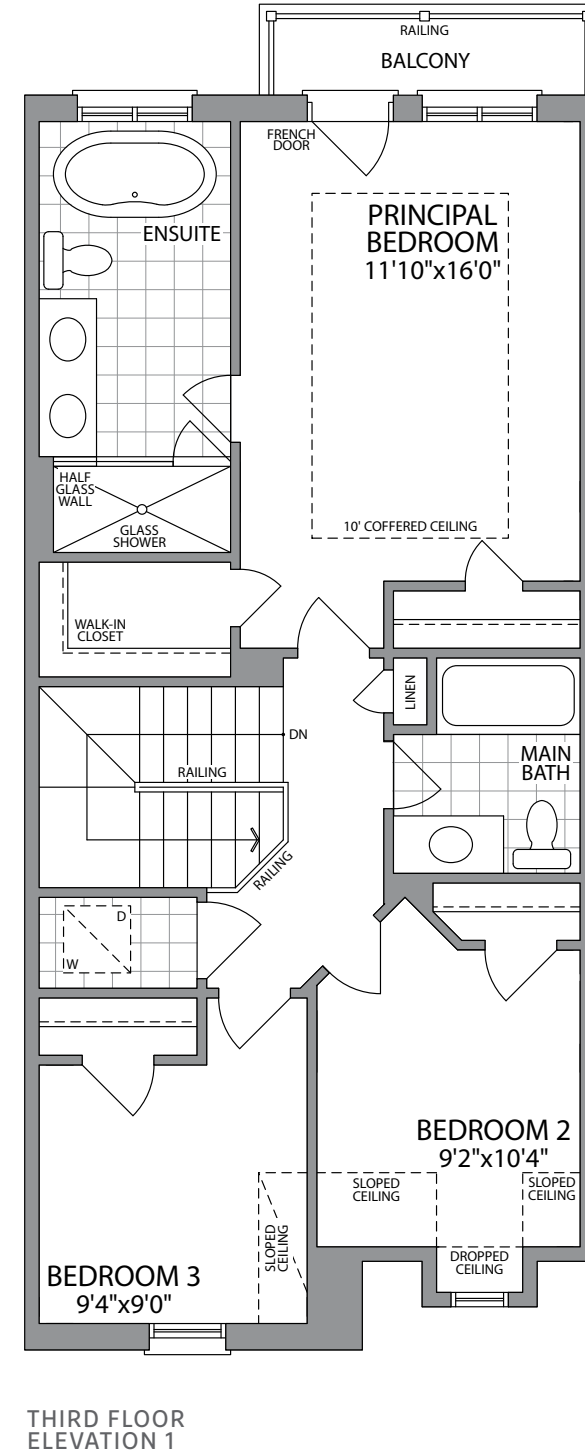 RAILING
BALCONY
FRENCH
DOOR
ENSUITE
PRINCIPAL
BEDROOM
11'10"x16'0"
HALF
GLASS
WALL
GLASS
SHOWER
10' COFFERED CEILING
WALK-IN
CLOSET
LINEN
DN
RAILING
MAIN
BATH
RAILING
D
W
BEDROOM 2
9'2"x10'4"
SLOPED
CEILING
SLOPED
CEILING
SLOPED
CEILING
DROPPED
CEILING
BEDROOM 3
9'4"x9'0"
THIRD FLOOR
ELEVATION 1